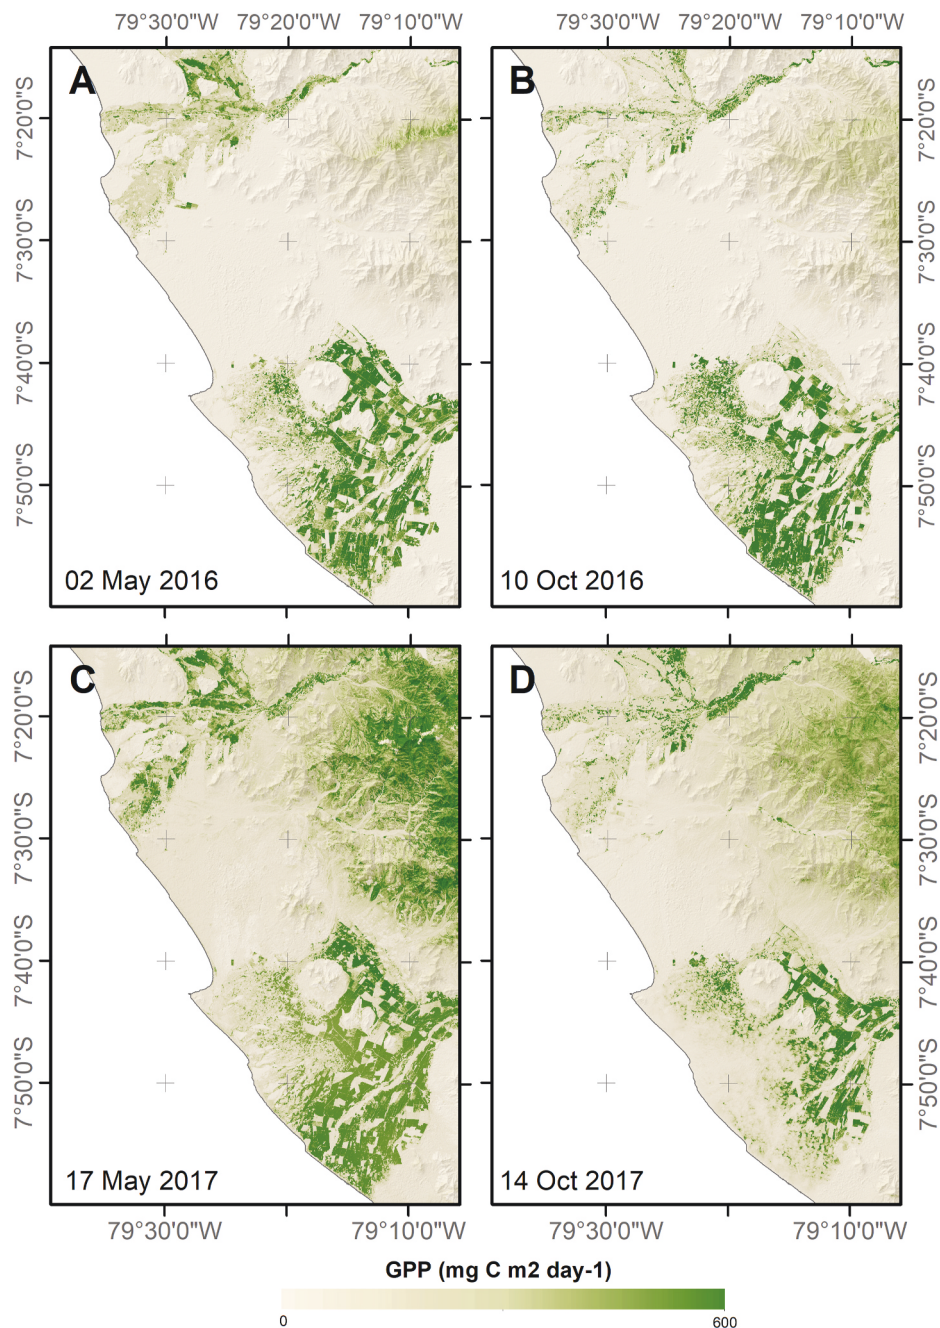 79°30'0"W 79°20'0"W 79°10'0"W 79°30'0"W 79°20'0"W 79°10'0"W
A
B
7°20'0"S 7°20'0"S
7°30'0"S 7°30'0"S
7°40'0"S 7°40'0"S
7°50'0"S 7°50'0"S
02 May 2016
10 Oct 2016
C
D
7°20'0"S 7°20'0"S
7°30'0"S 7°30'0"S
7°40'0"S 7°40'0"S
7°50'0"S 7°50'0"S
17 May 2017
14 Oct 2017
79°30'0"W 79°10'0"W 79°30'0"W 79°10'0"W
GPP (mg C m2 day-1)
0 600